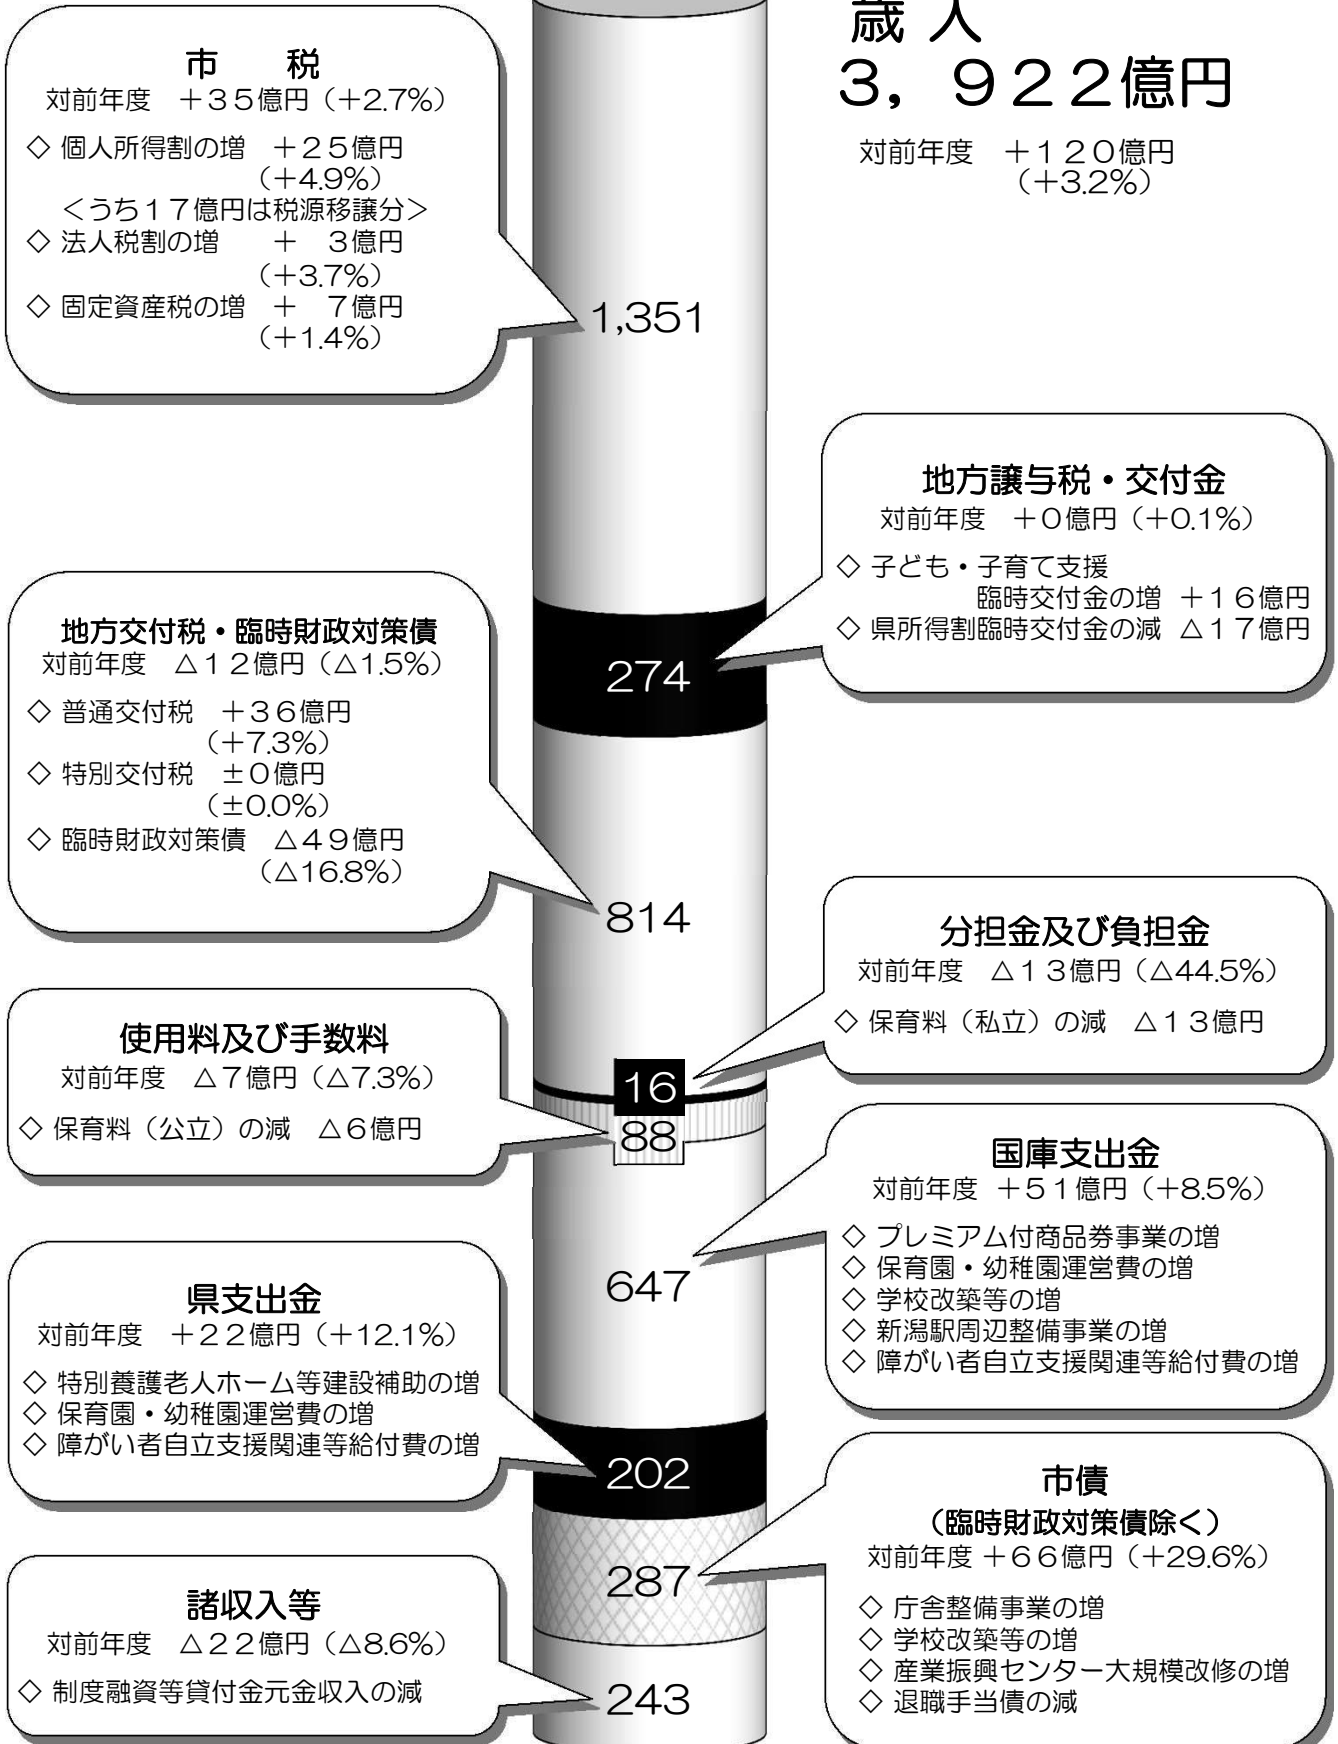 歳 入
３，９２２億円
対前年度　＋１２０億円
（＋3.2％）
市　　税
対前年度　＋３５億円（＋2.7％）
◇ 個人所得割の増　＋２５億円
（＋4.9％）
＜うち１７億円は税源移譲分＞
◇ 法人税割の増　　＋　３億円
（＋3.7％）
◇ 固定資産税の増　＋　７億円
（＋1.4％）
1,351
地方譲与税・交付金
対前年度　＋０億円（＋0.1％）
◇ 子ども・子育て支援
臨時交付金の増　＋１６億円
◇ 県所得割臨時交付金の減　△１７億円
274
地方交付税・臨時財政対策債
対前年度　△１２億円（△1.5％）
◇ 普通交付税　＋３６億円
（＋7.3％）
◇ 特別交付税　±０億円
（±0.0％）
◇ 臨時財政対策債　△４９億円
（△16.8％）
814
分担金及び負担金
対前年度　△１３億円（△44.5％）
◇ 保育料（私立）の減　△１３億円
16
使用料及び手数料
対前年度　△７億円（△7.3％）
◇ 保育料（公立）の減　△６億円
88
国庫支出金
対前年度　＋５１億円（＋8.5％）
◇ プレミアム付商品券事業の増
◇ 保育園・幼稚園運営費の増
◇ 学校改築等の増
◇ 新潟駅周辺整備事業の増
◇ 障がい者自立支援関連等給付費の増
647
県支出金
対前年度　＋２２億円（＋12.1％）
◇ 特別養護老人ホーム等建設補助の増
◇ 保育園・幼稚園運営費の増
◇ 障がい者自立支援関連等給付費の増
202
市債
（臨時財政対策債除く）
対前年度 ＋６６億円（＋29.6％）
◇ 庁舎整備事業の増
◇ 学校改築等の増
◇ 産業振興センター大規模改修の増
◇ 退職手当債の減
287
諸収入等
対前年度　△２２億円（△8.6％）
◇ 制度融資等貸付金元金収入の減
243